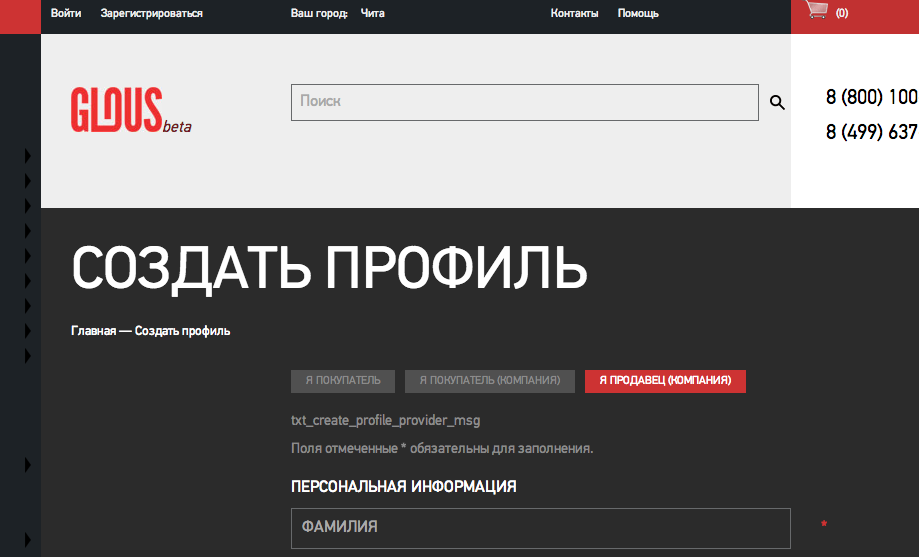 Войти Зарегистрироваться Ваш город: Чита Контакты Помощь (0)
GLOUS beta
Поиск
8 (800) 100
8 (499) 637
СОЗДАТЬ ПРОФИЛЬ
Главная — Создать профиль
Я ПОКУПАТЕЛЬ Я ПОКУПАТЕЛЬ (КОМПАНИЯ) Я ПРОДАВЕЦ (КОМПАНИЯ)
txt_create_profile_provider_msg
Поля отмеченные * обязательны для заполнения.
ПЕРСОНАЛЬНАЯ ИНФОРМАЦИЯ
ФАМИЛИЯ *